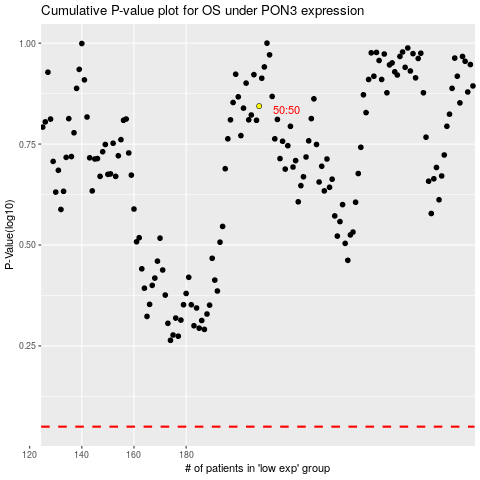 Cumulative P-value plot for OS under PON3 expression
P-Value(log10)
1.00
0.75
0.50
0.25
50:50
120 140 160 180
# of patients in 'low exp' group